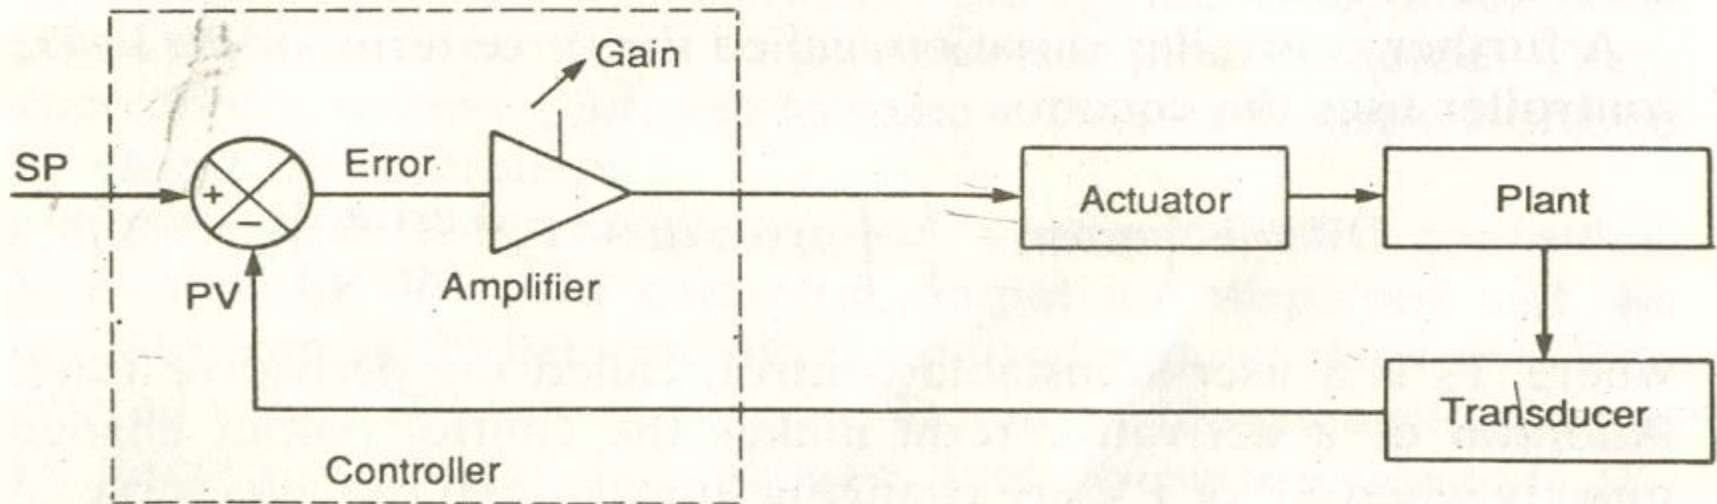 Gain
SP
+
Error
−
Actuator
Plant
PV
Amplifier
Transducer
Controller